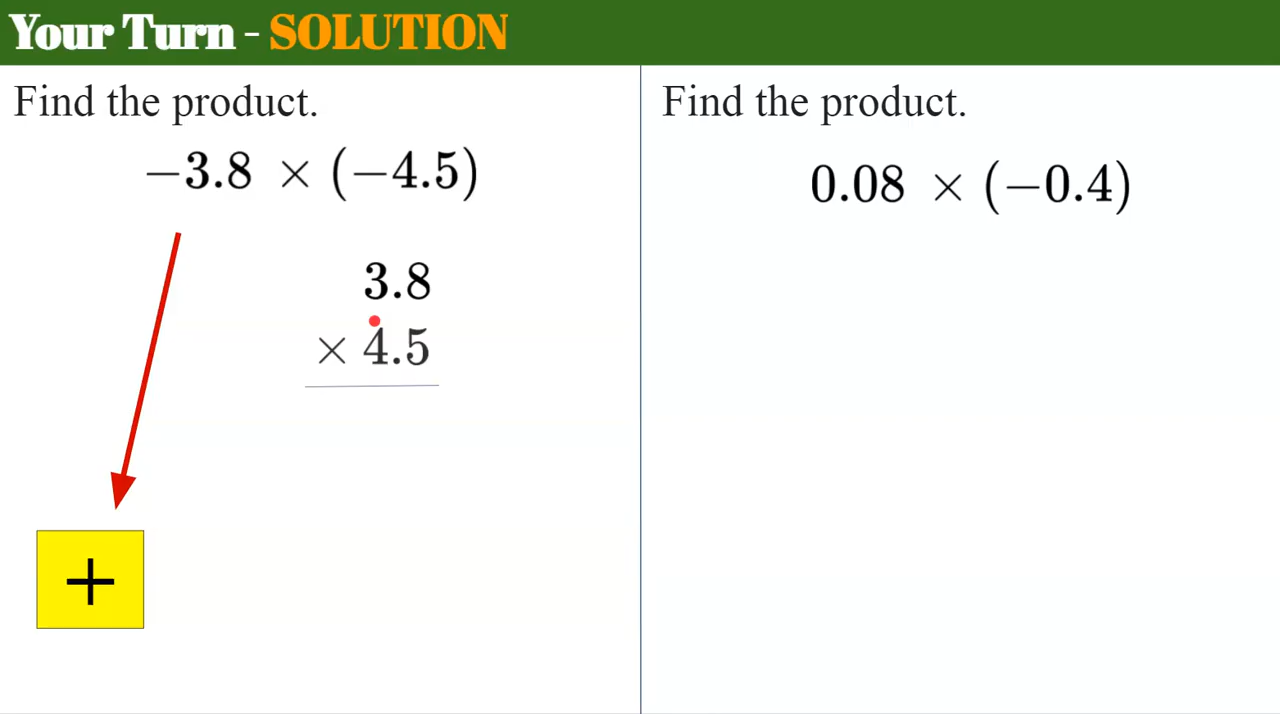 Your Turn - SOLUTION
Find the product.
−3.8 × (−4.5)
3.8
× 4.5
+
Find the product.
0.08 × (−0.4)